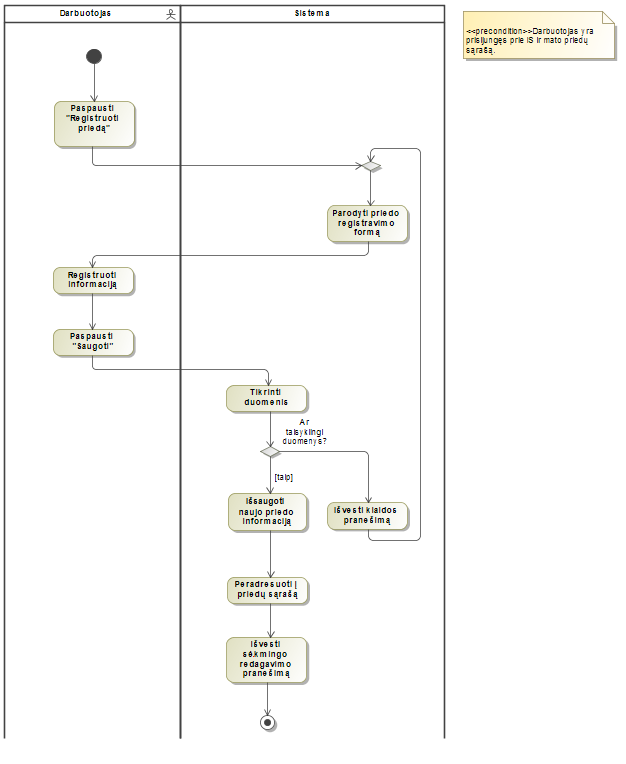 Darbuotojas
Sistema
<<precondition>>Darbuotojas yra
prisijungęs prie IS ir mato priedų
sąrašą.
Paspausti
"Registruoti
priedą"
Parodyti priedo
registravimo
formą
Registruoti
informaciją
Paspausti
"Saugoti"
Tikrinti
duomenis
Ar
taisyklingi
duomenys?
[taip]
Išsaugoti
naujo priedo
informaciją
Išvesti klaidos
pranešimą
Peradresuoti į
priedų sąrašą
Išvesti
sėkmingo
redagavimo
pranešimą